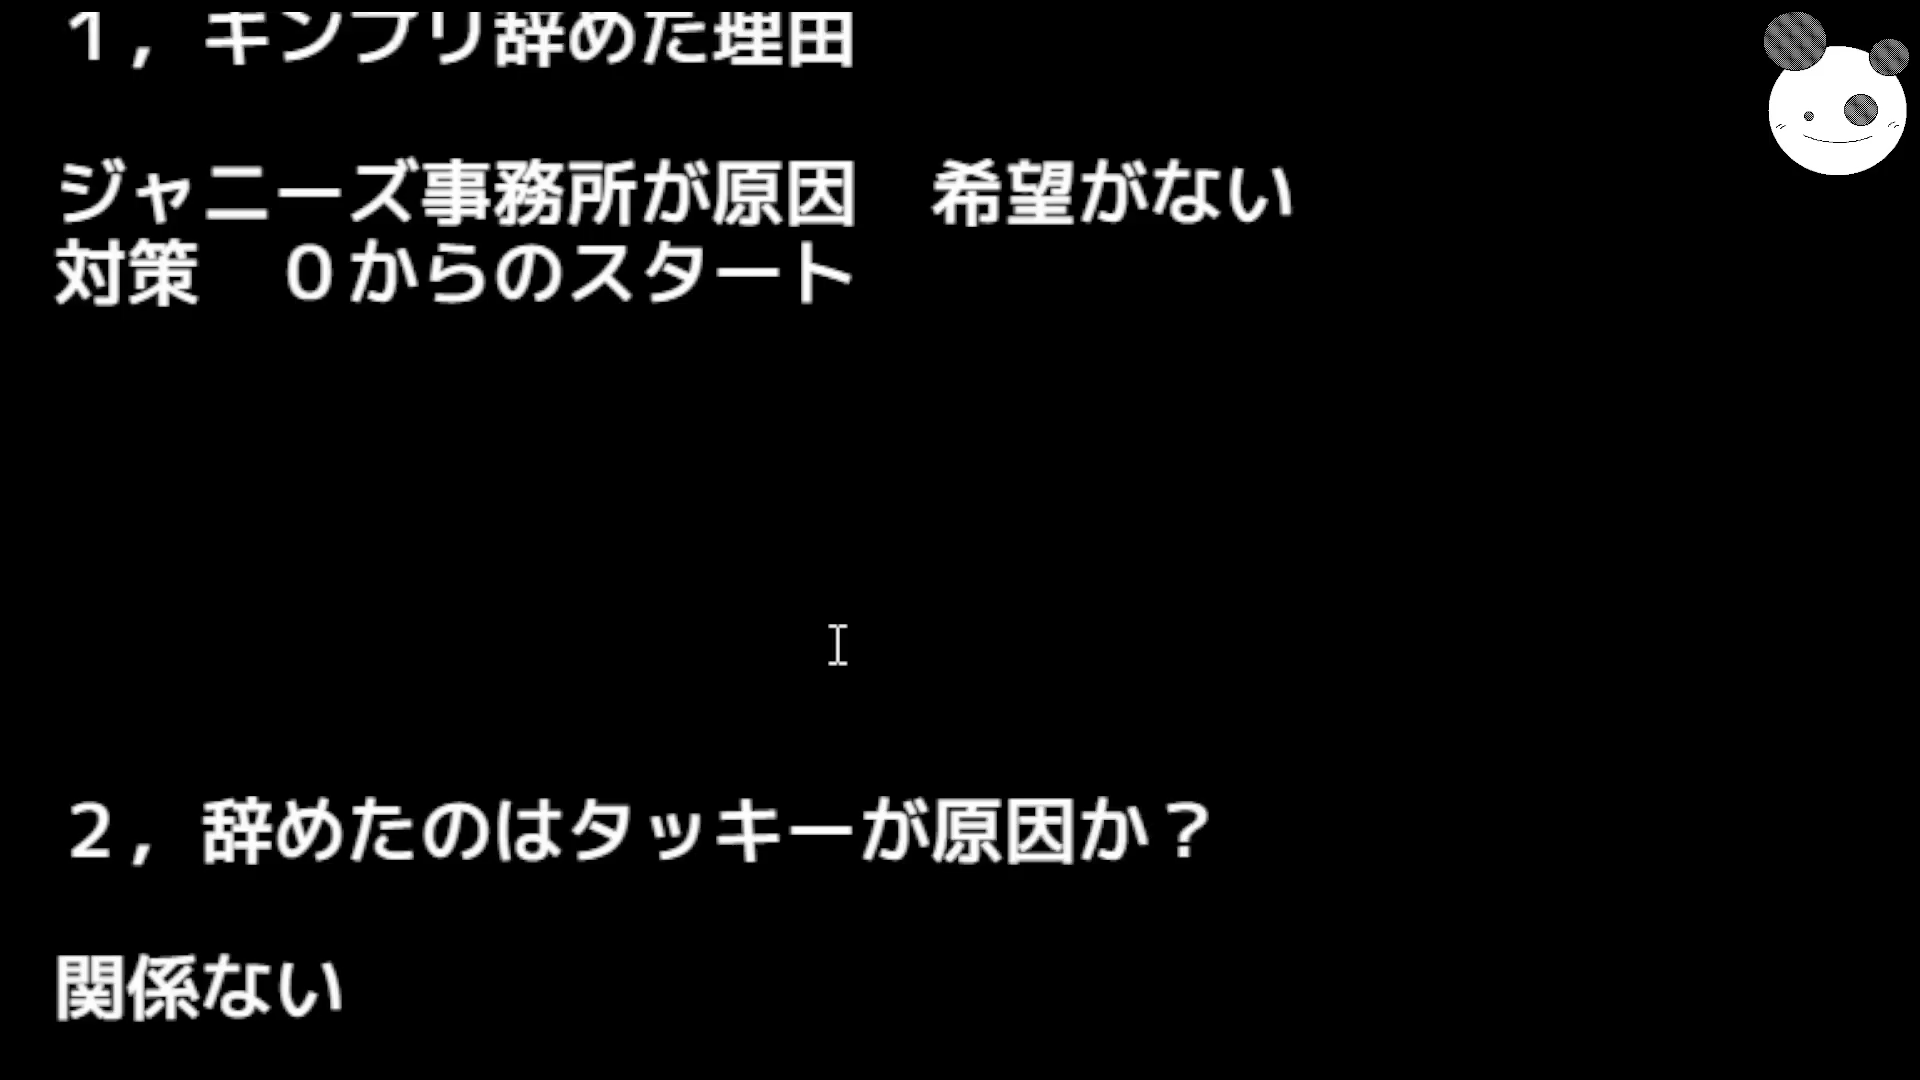 １，キンプリ辞めた理由
ジャニーズ事務所が原因　希望がない
対策　０からのスタート
２，辞めたのはタッキーが原因か？
関係ない